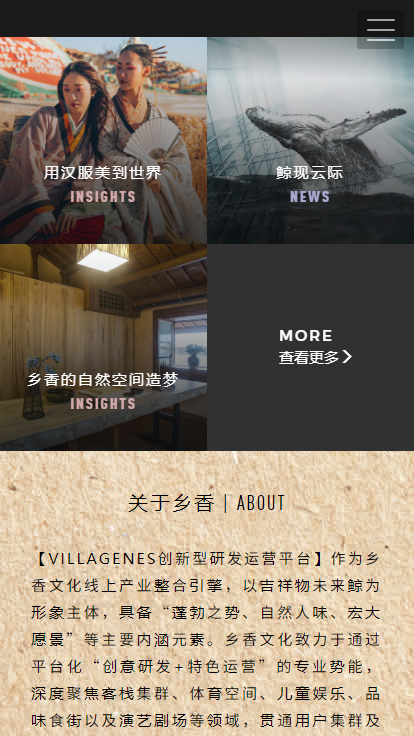 用汉服美到世界
INSIGHTS
鲸现云际
NEWS
乡香的自然空间造梦
INSIGHTS
MORE
查看更多
关于乡香 | ABOUT
【VILLAGENES创新型研发运营平台】作为乡
香文化线上产业整合引擎，以吉祥物未来鲸为
形象主体，具备“蓬勃之势、自然人味、宏大
愿景”等主要内涵元素。乡香文化致力于通过
平台化“创意研发+特色运营”的专业势能，
深度聚焦客栈集群、体育空间、儿童娱乐、品
味食街以及演艺剧场等领域，贯通用户集群及